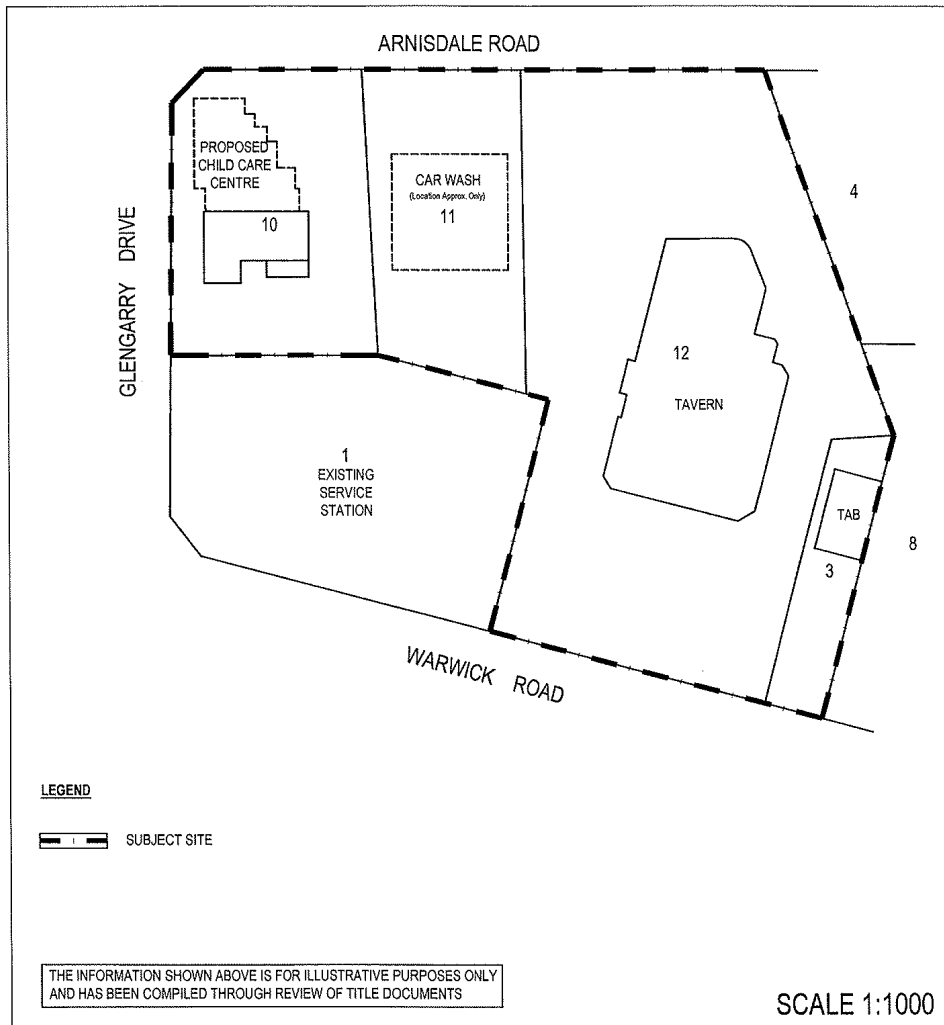 ARNISDALE ROAD
GLENGARRY DRIVE
PROPOSED
CHILD CARE
CENTRE
10
CAR WASH
(Location Approx. Only)
11
4
12
TAVERN
1
EXISTING
SERVICE
STATION
TAB
3
8
WARWICK ROAD
LEGEND
SUBJECT SITE
THE INFORMATION SHOWN ABOVE IS FOR ILLUSTRATIVE PURPOSES ONLY
AND HAS BEEN COMPILED THROUGH REVIEW OF TITLE DOCUMENTS
SCALE 1:1000